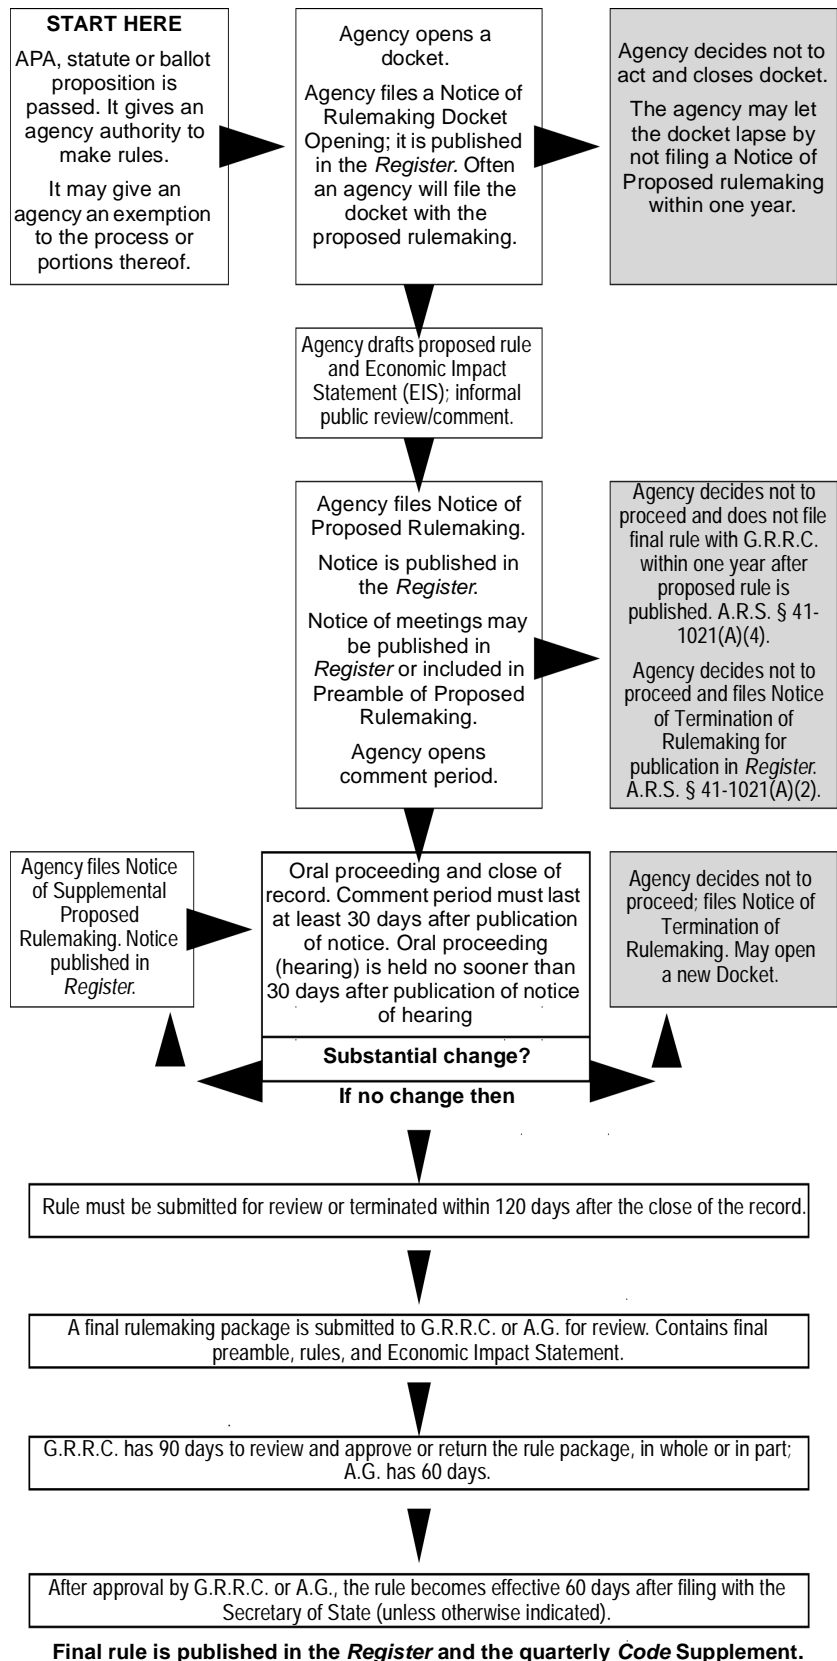 START HERE
APA, statute or ballot
proposition is
passed. It gives an
agency authority to
make rules.
It may give an
agency an exemption
to the process or
portions thereof.
Agency opens a
docket.
Agency files a Notice of
Rulemaking Docket
Opening; it is published
in the Register. Often
an agency will file the
docket with the
proposed rulemaking.
Agency decides not to
act and closes docket.
The agency may let
the docket lapse by
not filing a Notice of
Proposed rulemaking
within one year.
Agency drafts proposed rule
and Economic Impact
Statement (EIS); informal
public review/comment.
Agency files Notice of
Proposed Rulemaking.
Notice is published in
the Register.
Notice of meetings may
be published in
Register or included in
Preamble of Proposed
Rulemaking.
Agency opens
comment period.
Agency decides not to
proceed and does not file
final rule with G.R.R.C.
within one year after
proposed rule is
published. A.R.S. § 41-
1021(A)(4).
Agency decides not to
proceed and files Notice
of Termination of
Rulemaking for
publication in Register.
A.R.S. § 41-1021(A)(2).
Agency files Notice
of Supplemental
Proposed
Rulemaking. Notice
published in
Register.
Oral proceeding and close of
record. Comment period must last
at least 30 days after publication
of notice. Oral proceeding
(hearing) is held no sooner than
30 days after publication of notice
of hearing
Agency decides not to
proceed; files Notice of
Termination of
Rulemaking. May open
a new Docket.
Substantial change?
If no change then
Rule must be submitted for review or terminated within 120 days after the close of the record.
A final rulemaking package is submitted to G.R.R.C. or A.G. for review. Contains final
preamble, rules, and Economic Impact Statement.
G.R.R.C. has 90 days to review and approve or return the rule package, in whole or in part;
A.G. has 60 days.
After approval by G.R.R.C. or A.G., the rule becomes effective 60 days after filing with the
Secretary of State (unless otherwise indicated).
Final rule is published in the Register and the quarterly Code Supplement.